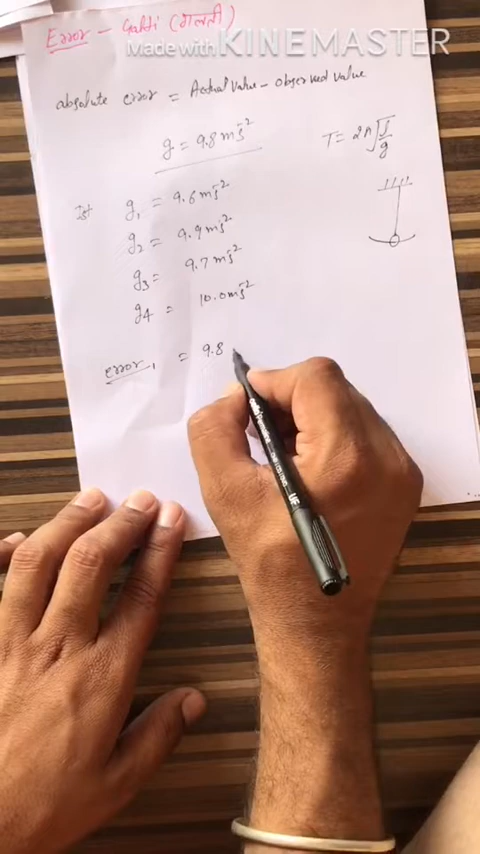 Error - Galti (गलती)
Made with KINEMASTER
absolute error = Actual value - observed value
g = 9.8 ms⁻²
T = 2π√l/g
Ist g₁ = 9.6 ms⁻²
g₂ = 9.9 ms⁻²
g₃ = 9.7 ms⁻²
g₄ = 10.0 ms⁻²
error₁ = 9.8